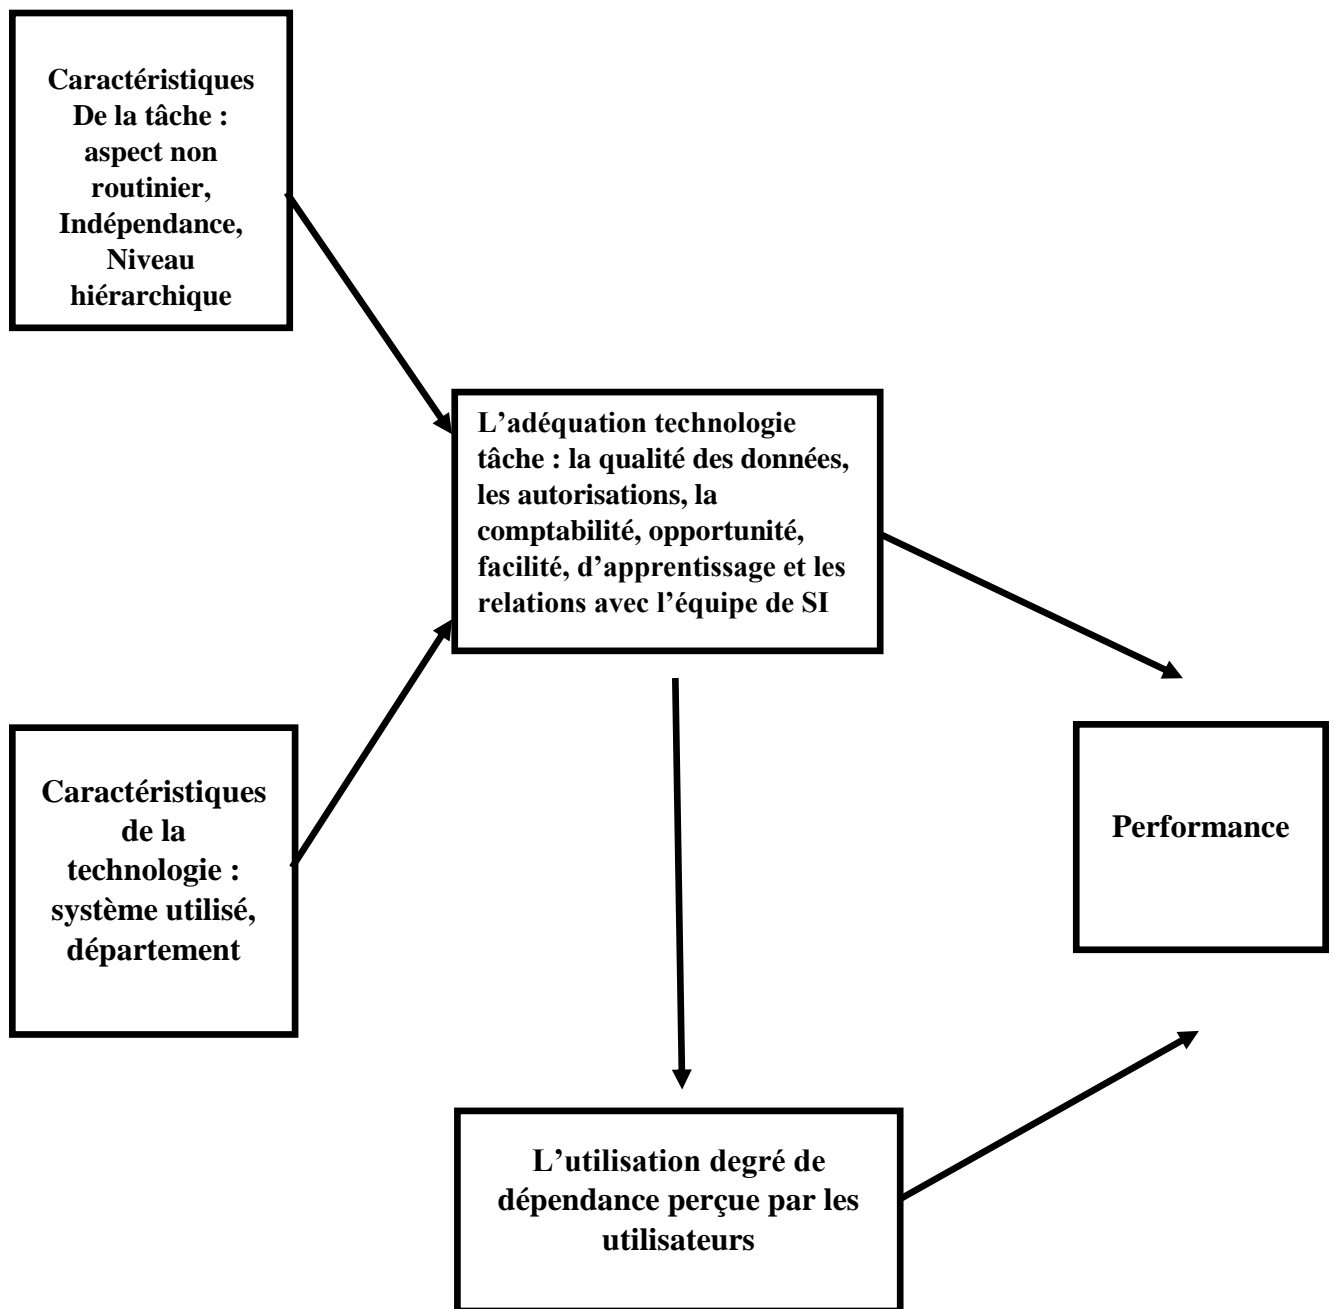 Caractéristiques
De la tâche :
aspect non
routinier,
Indépendance,
Niveau
hiérarchique
L’adéquation technologie
tâche : la qualité des données,
les autorisations, la
comptabilité, opportunité,
facilité, d’apprentissage et les
relations avec l’équipe de SI
Caractéristiques
de la
technologie :
système utilisé,
département
Performance
L’utilisation degré de
dépendance perçue par les
utilisateurs